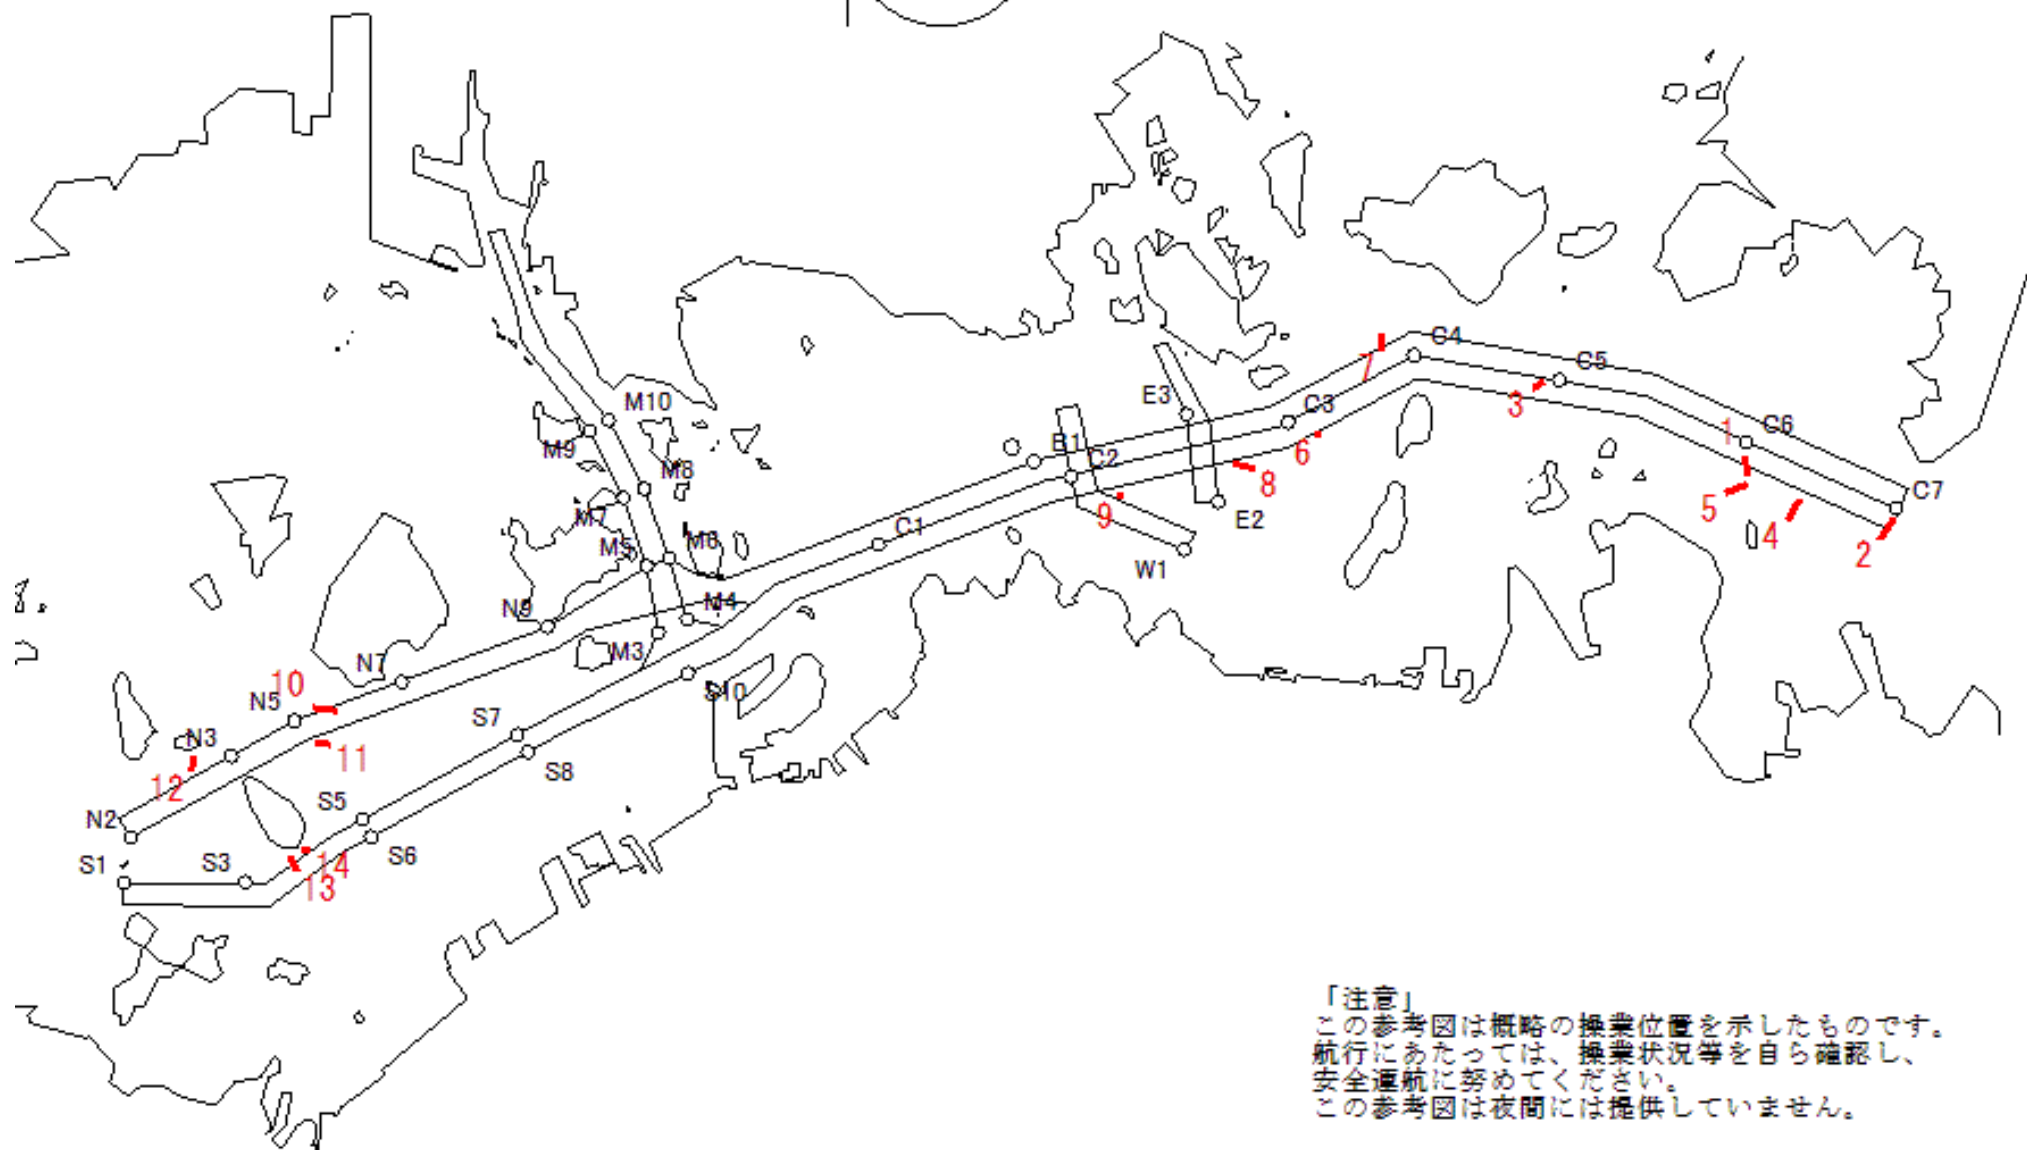 C4
7
C5
3
M10
E3
C3
1
C6
M9
B1
6
M8
C2
8
C7
M7
9
E2
5
4
M5
M6
C1
2
W1
N9
M4
M3
N7
10
N5
S10
S7
N3
11
12
S8
S5
N2
S6
S1
S3
14
13
「注意」
この参考図は概略の操業位置を示したものです。
航行にあたっては、操業状況等を自ら確認し、
安全運航に努めてください。
この参考図は夜間には提供していません。